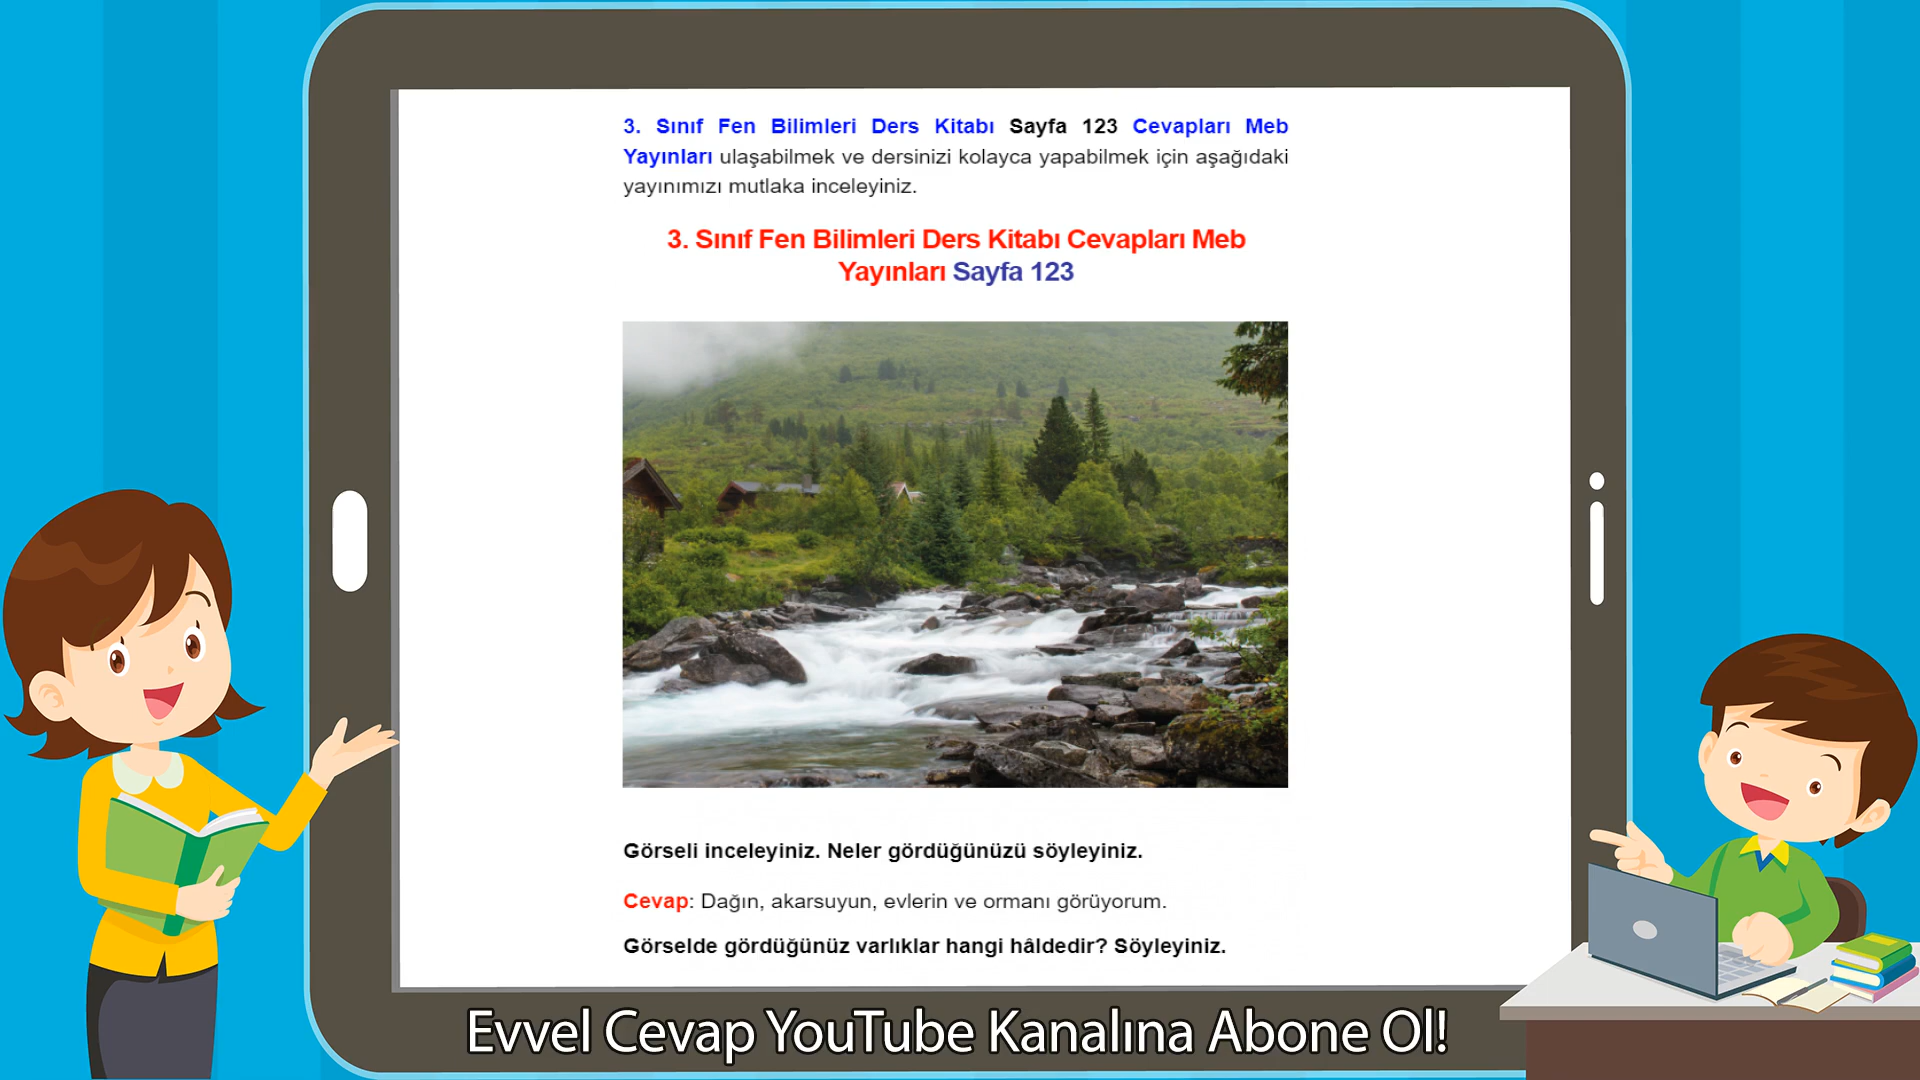 3. Sınıf Fen Bilimleri Ders Kitabı Sayfa 123 Cevapları Meb
Yayınları ulaşabilmek ve dersinizi kolayca yapabilmek için aşağıdaki
yayınımızı mutlaka inceleyiniz.
3. Sınıf Fen Bilimleri Ders Kitabı Cevapları Meb
Yayınları Sayfa 123
Görseli inceleyiniz. Neler gördüğünüzü söyleyiniz.
Cevap: Dağın, akarsuyun, evlerin ve ormanı görüyorum.
Görselde gördüğünüz varlıklar hangi hâldedir? Söyleyiniz.
Evvel Cevap YouTube Kanalına Abone Ol!